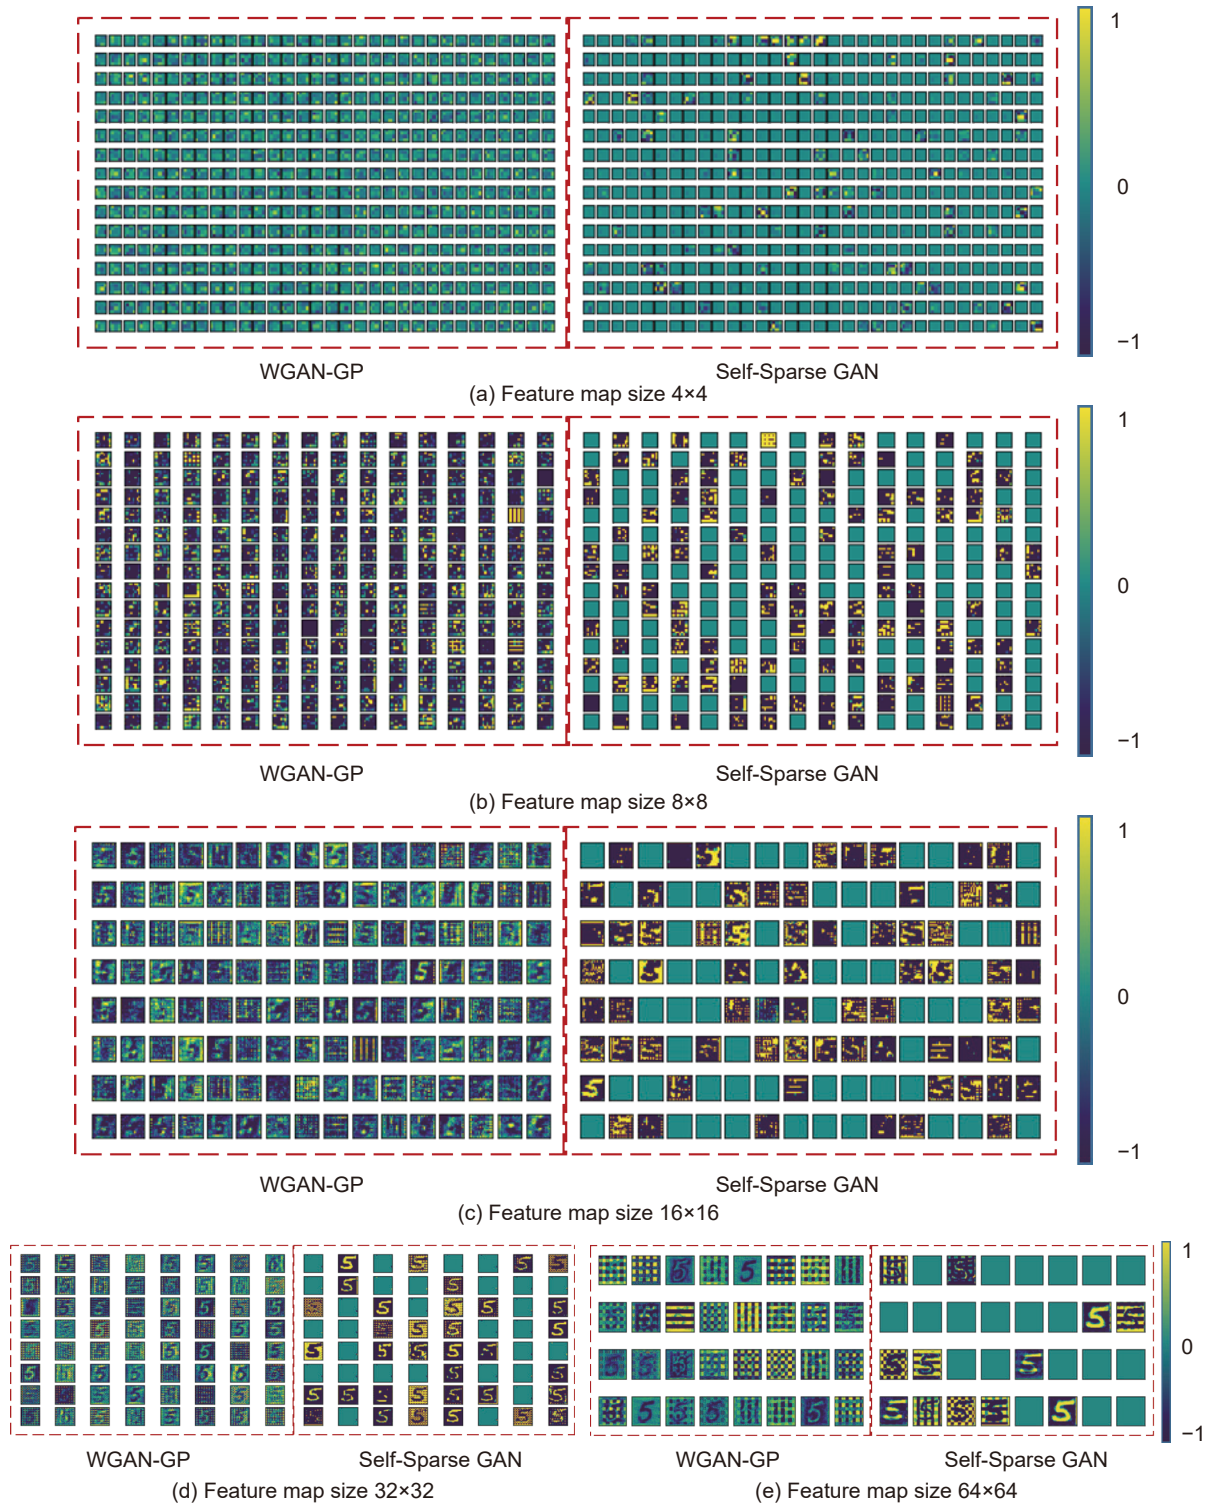 1
0
−1
WGAN-GP Self-Sparse GAN
(a) Feature map size 4×4
1
0
−1
WGAN-GP Self-Sparse GAN
(b) Feature map size 8×8
1
0
−1
WGAN-GP Self-Sparse GAN
(c) Feature map size 16×16
1
0
−1
WGAN-GP Self-Sparse GAN WGAN-GP Self-Sparse GAN
(d) Feature map size 32×32 (e) Feature map size 64×64